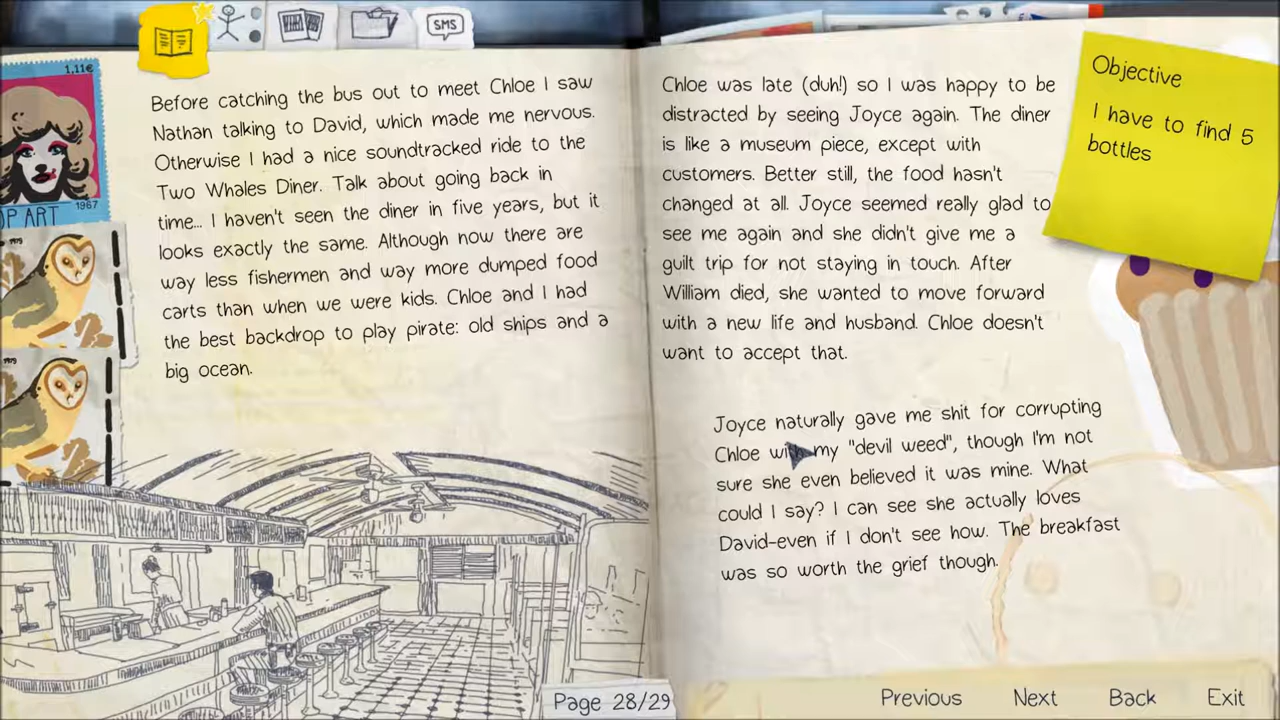 SMS
1,11€
POP ART 1967
1979
1979
Before catching the bus out to meet Chloe I saw
Nathan talking to David, which made me nervous.
Otherwise I had a nice soundtracked ride to the
Two Whales Diner. Talk about going back in
time... I haven't seen the diner in five years, but it
looks exactly the same. Although now there are
way less fishermen and way more dumped food
carts than when we were kids. Chloe and I had
the best backdrop to play pirate: old ships and a
big ocean.
Chloe was late (duh!) so I was happy to be
distracted by seeing Joyce again. The diner
is like a museum piece, except with
customers. Better still, the food hasn't
changed at all. Joyce seemed really glad to
see me again and she didn't give me a
guilt trip for not staying in touch. After
William died, she wanted to move forward
with a new life and husband. Chloe doesn't
want to accept that.
Joyce naturally gave me shit for corrupting
Chloe with my "devil weed", though I'm not
sure she even believed it was mine. What
could I say? I can see she actually loves
David-even if I don't see how. The breakfast
was so worth the grief though.
Objective
I have to find 5
bottles
Page 28/29
Previous Next Back Exit